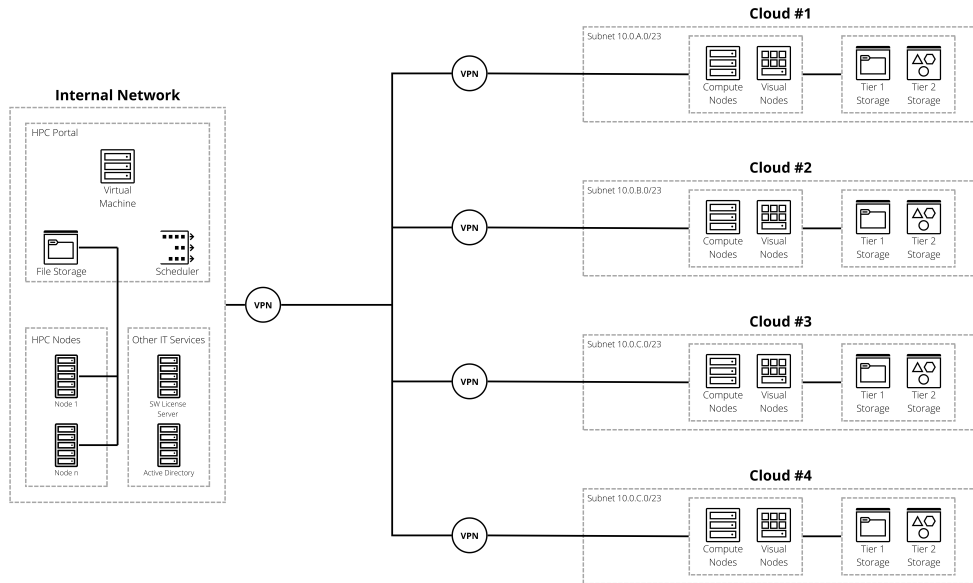 Internal Network
HPC Portal
Virtual
Machine
File Storage
Scheduler
HPC Nodes
Node 1
Node n
Other IT Services
SW License
Server
Active Directory
VPN
VPN
Cloud #1
Subnet 10.0.A.0/23
Compute
Nodes
Visual
Nodes
Tier 1
Storage
Tier 2
Storage
VPN
Cloud #2
Subnet 10.0.B.0/23
Compute
Nodes
Visual
Nodes
Tier 1
Storage
Tier 2
Storage
VPN
Cloud #3
Subnet 10.0.C.0/23
Compute
Nodes
Visual
Nodes
Tier 1
Storage
Tier 2
Storage
VPN
Cloud #4
Subnet 10.0.C.0/23
Compute
Nodes
Visual
Nodes
Tier 1
Storage
Tier 2
Storage